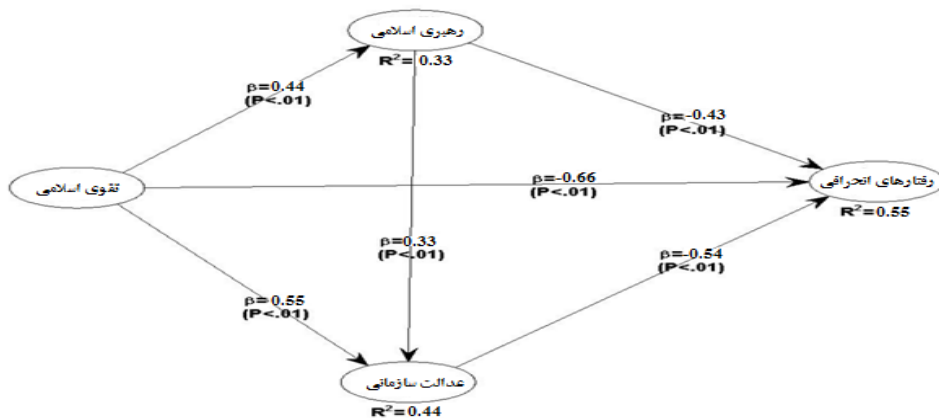 رهبری اسلامی
R²= 0.33
β=0.44
(P<.01)
β=-0.43
(P<.01)
تقوی اسلامی
β=-0.66
(P<.01)
رفتارهای انحرافی
R²=0.55
β=0.33
(P<.01)
β=-0.54
(P<.01)
β=0.55
(P<.01)
عدالت سازمانی
R²=0.44